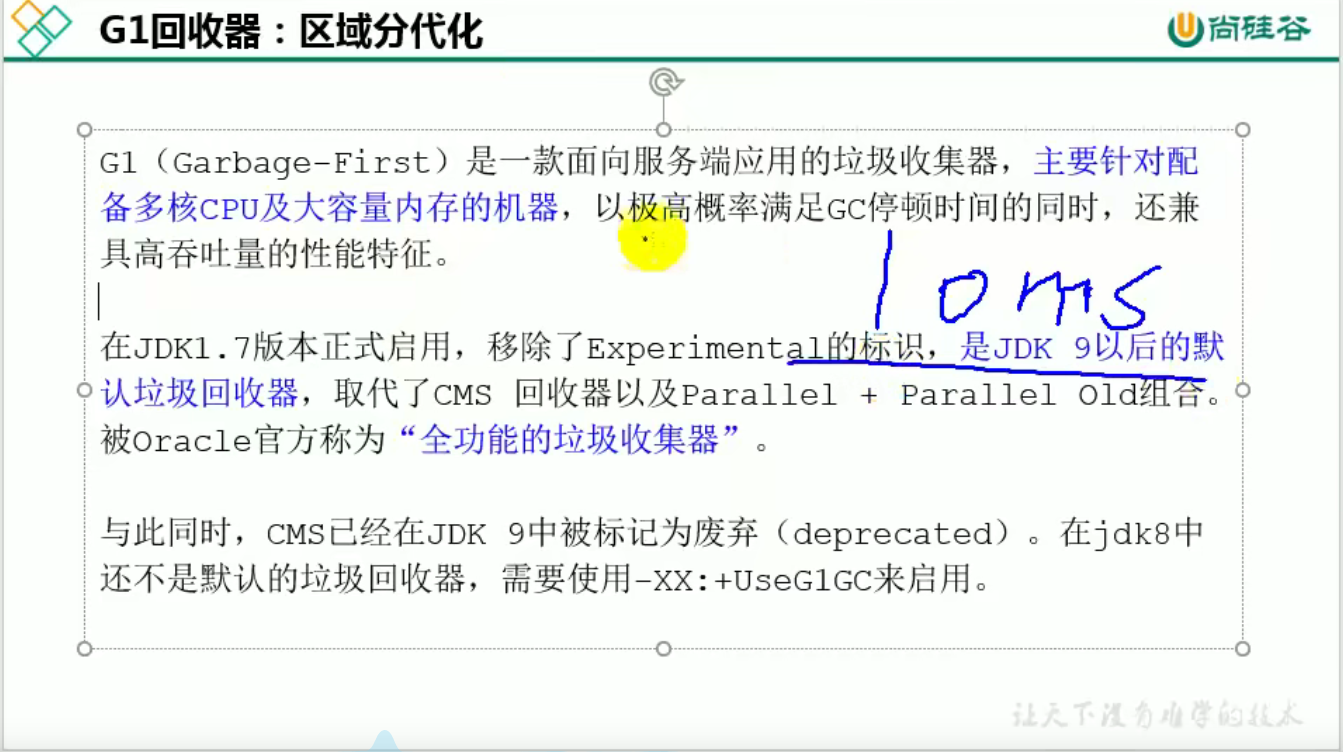 G1回收器：区域分代化
尚硅谷
G1（Garbage-First）是一款面向服务端应用的垃圾收集器，主要针对配
备多核CPU及大容量内存的机器，以极高概率满足GC停顿时间的同时，还兼
具高吞吐量的性能特征。
10ms
在JDK1.7版本正式启用，移除了Experimental的标识，是JDK 9以后的默
认垃圾回收器，取代了CMS 回收器以及Parallel + Parallel Old组合。
被Oracle官方称为“全功能的垃圾收集器”。
与此同时，CMS已经在JDK 9中被标记为废弃（deprecated）。在jdk8中
还不是默认的垃圾回收器，需要使用-XX:+UseG1GC来启用。
让天下没有难学的技术